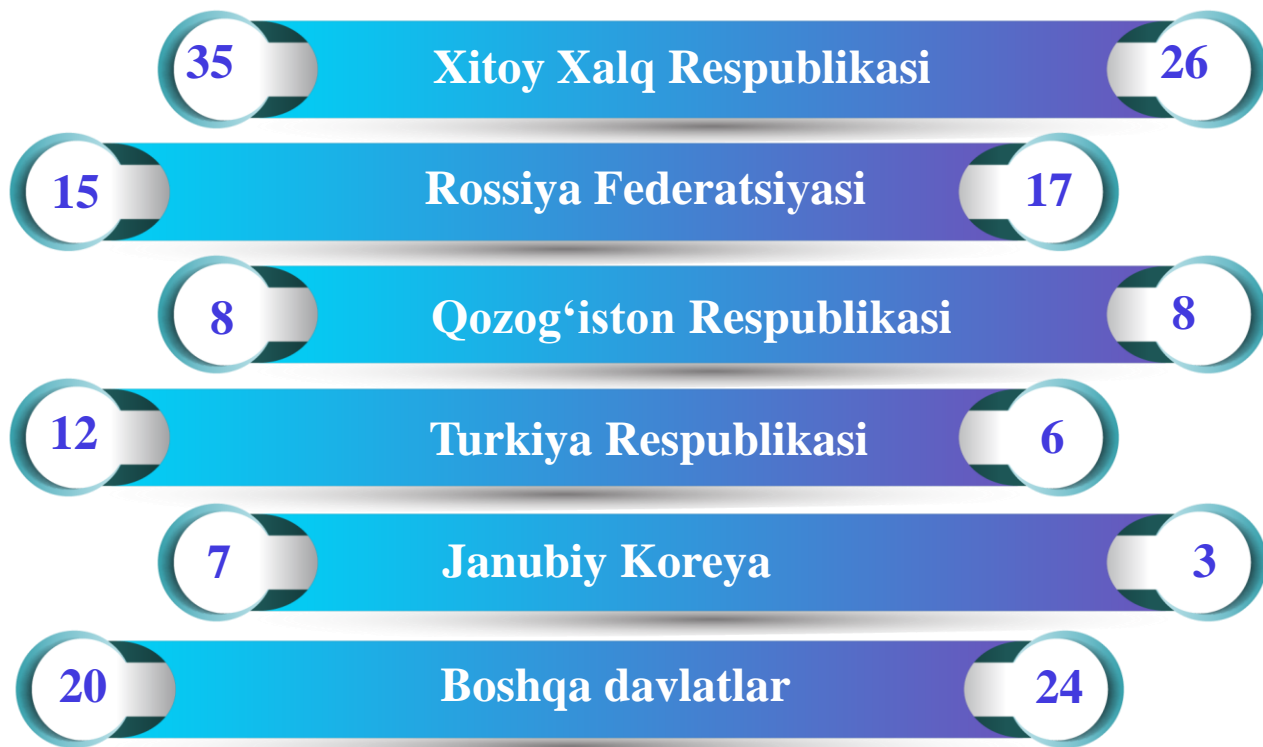 35 Xitoy Xalq Respublikasi 26
15 Rossiya Federatsiyasi 17
8 Qozog‘iston Respublikasi 8
12 Turkiya Respublikasi 6
7 Janubiy Koreya 3
20 Boshqa davlatlar 24